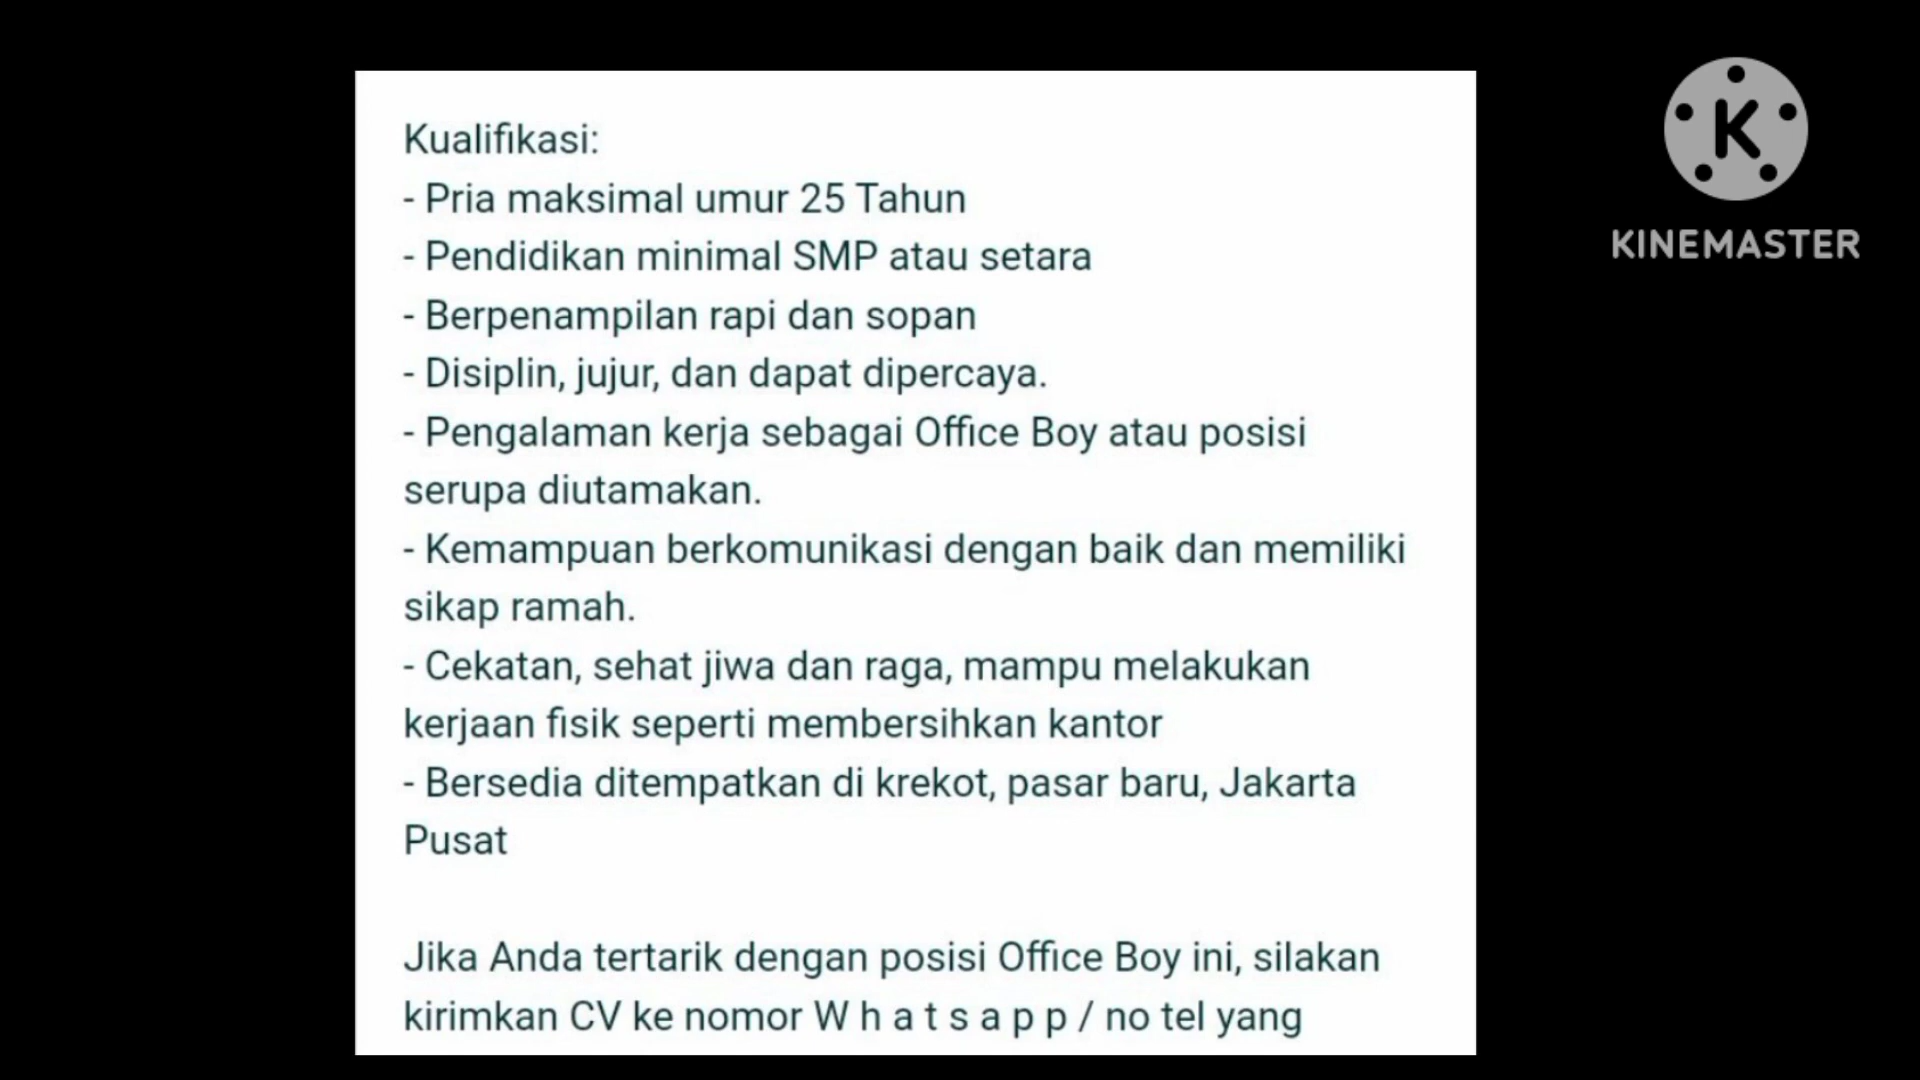 Kualifikasi:
- Pria maksimal umur 25 Tahun
- Pendidikan minimal SMP atau setara
- Berpenampilan rapi dan sopan
- Disiplin, jujur, dan dapat dipercaya.
- Pengalaman kerja sebagai Office Boy atau posisi
serupa diutamakan.
- Kemampuan berkomunikasi dengan baik dan memiliki
sikap ramah.
- Cekatan, sehat jiwa dan raga, mampu melakukan
kerjaan fisik seperti membersihkan kantor
- Bersedia ditempatkan di krekot, pasar baru, Jakarta
Pusat
Jika Anda tertarik dengan posisi Office Boy ini, silakan
kirimkan CV ke nomor W h a t s a p p / no tel yang
K
KINEMASTER